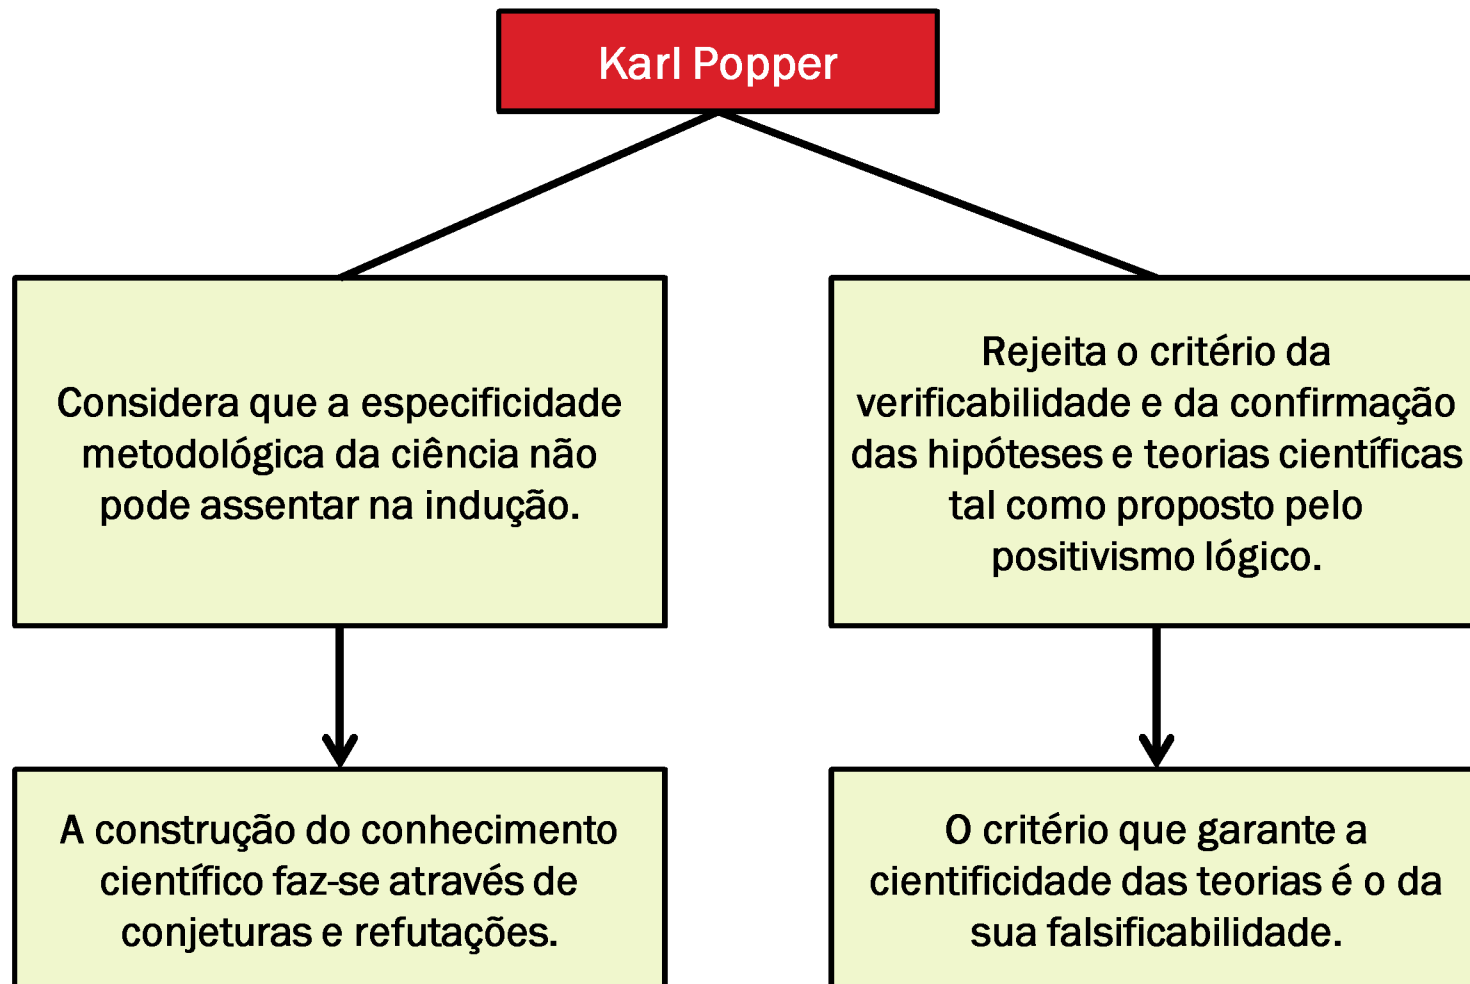 Karl Popper
Considera que a especificidade
metodológica da ciência não
pode assentar na indução.
Rejeita o critério da
verificabilidade e da confirmação
das hipóteses e teorias científicas
tal como proposto pelo
positivismo lógico.
A construção do conhecimento
científico faz-se através de
conjeturas e refutações.
O critério que garante a
cientificidade das teorias é o da
sua falsificabilidade.